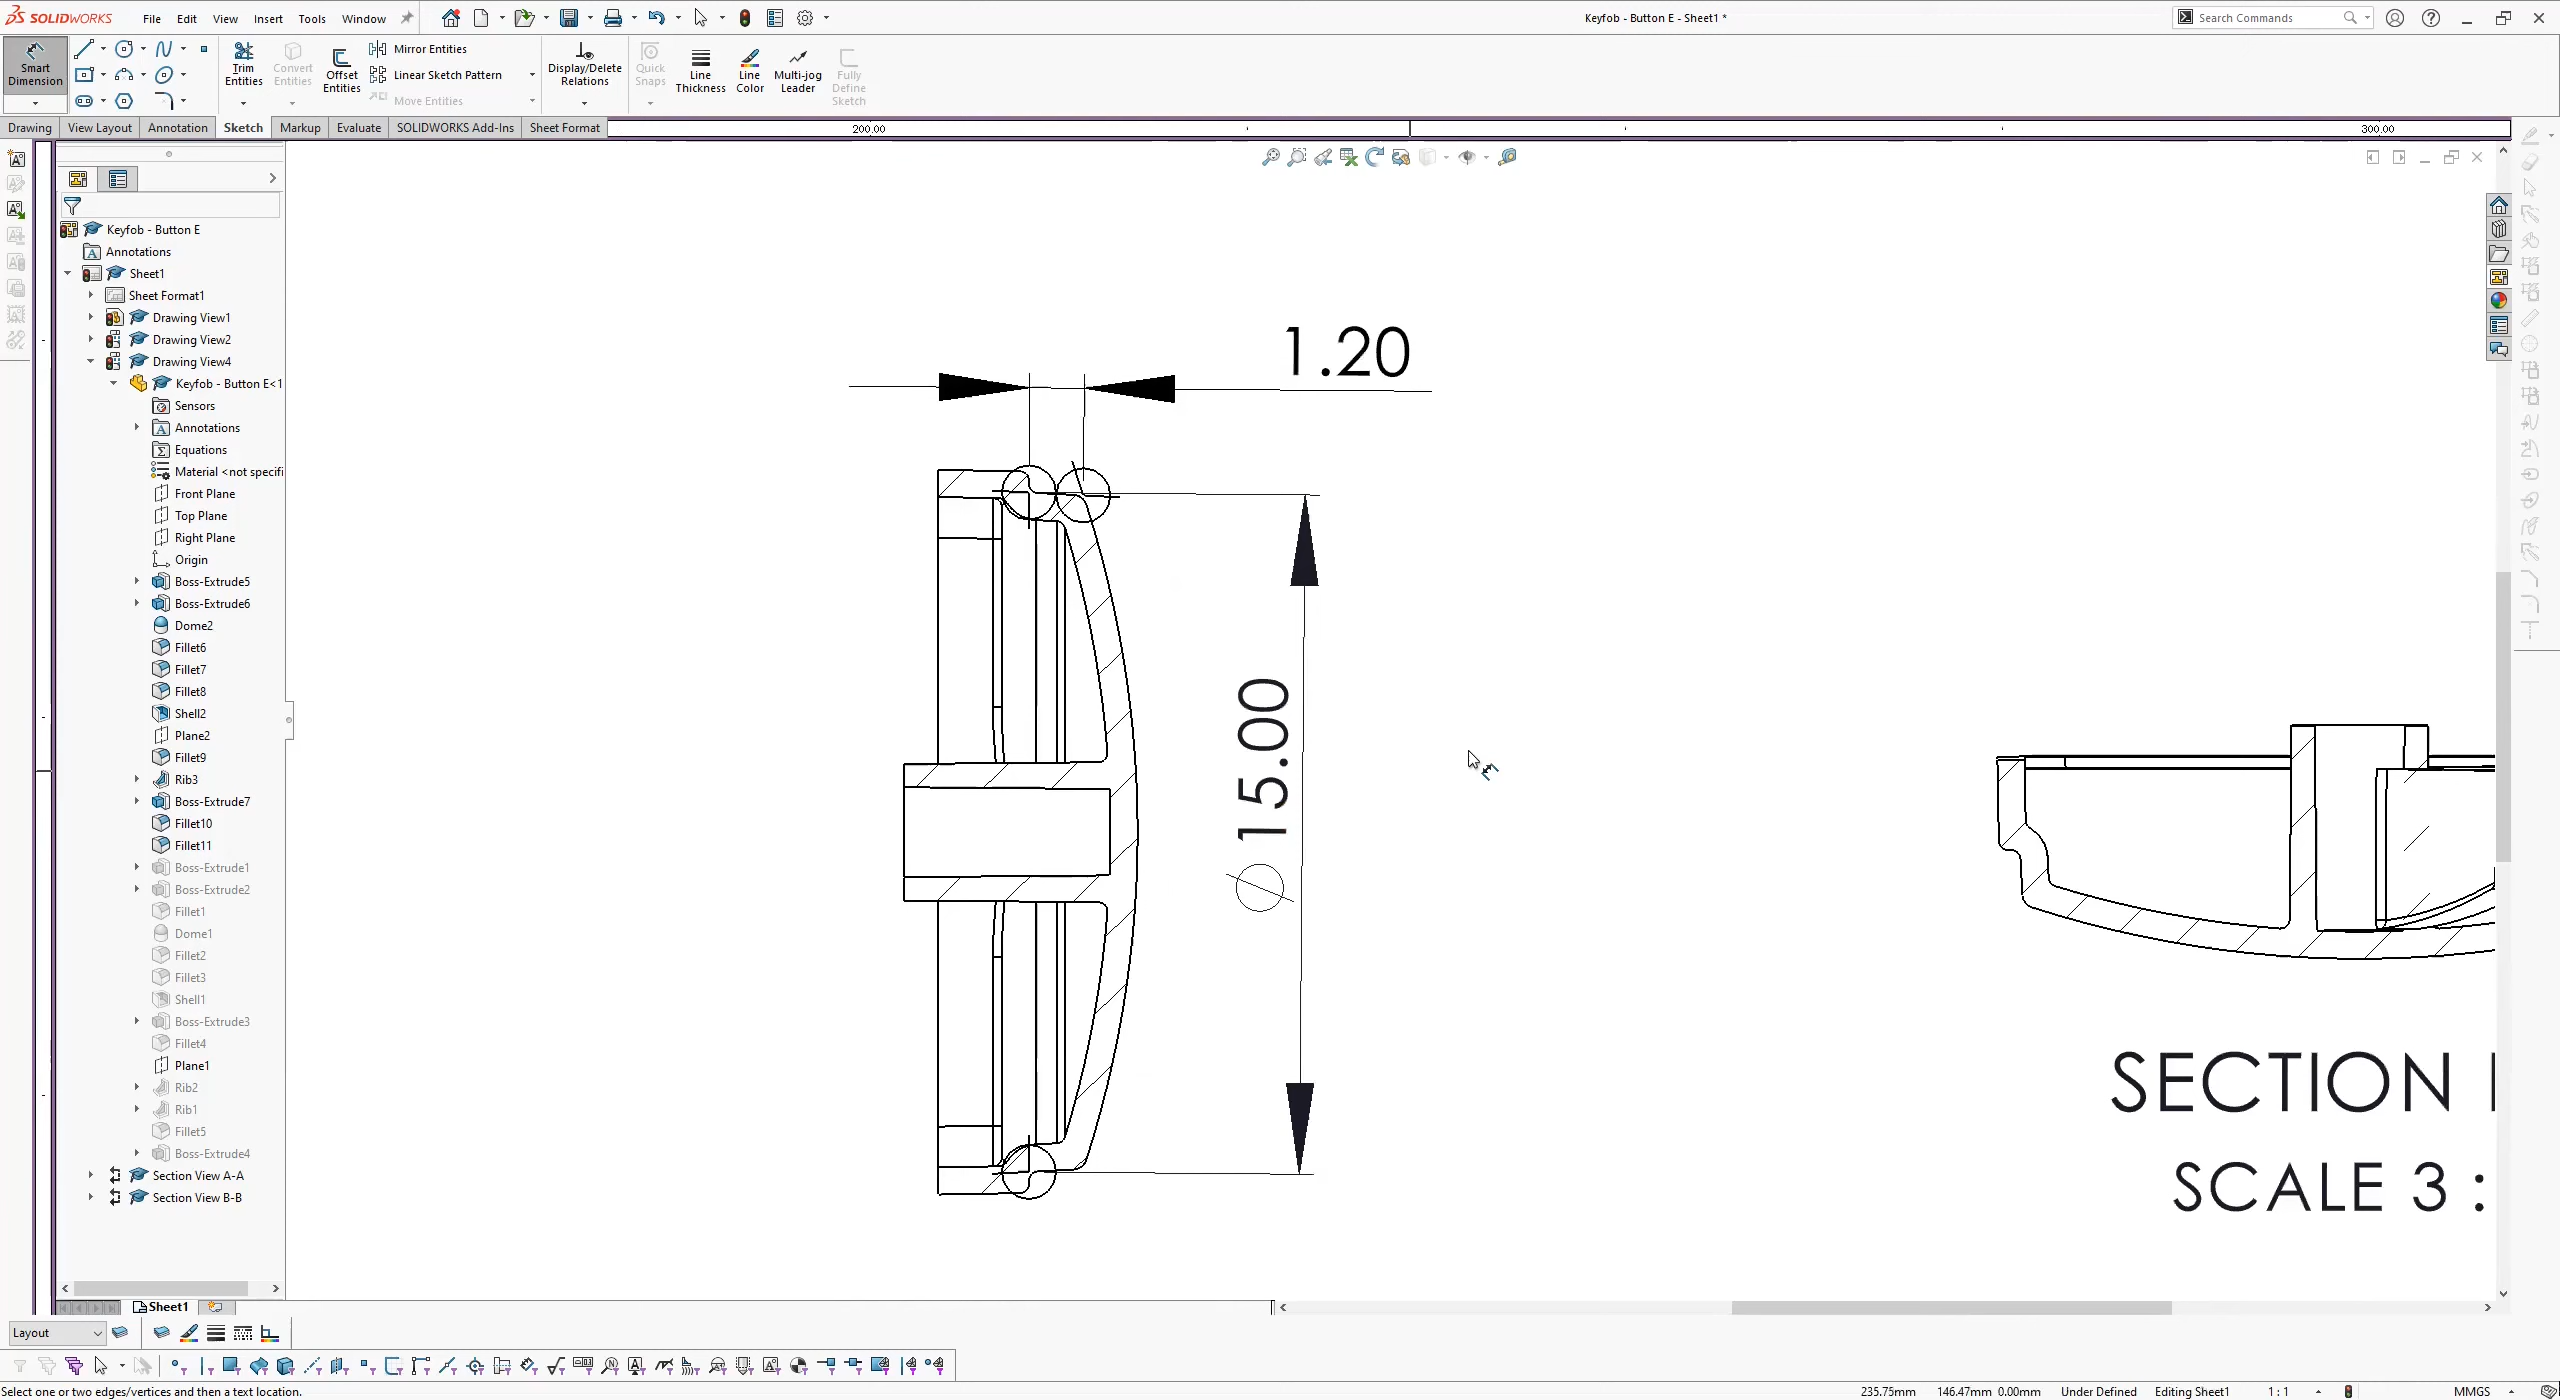 SOLIDWORKS File Edit View Insert Tools Window
Keyfob - Button E - Sheet1 *
Search Commands
Smart Dimension
Trim Entities
Convert Entities
Offset Entities
Mirror Entities
Linear Sketch Pattern
Move Entities
Display/Delete Relations
Quick Snaps
Line Thickness
Line Color
Multi-jog Leader
Fully Define Sketch
Drawing View Layout Annotation Sketch Markup Evaluate SOLIDWORKS Add-Ins Sheet Format
200.00
300.00
Keyfob - Button E
Annotations
Sheet1
Sheet Format1
Drawing View1
Drawing View2
Drawing View4
Keyfob - Button E<1
Sensors
Annotations
Equations
Material <not specifi
Front Plane
Top Plane
Right Plane
Origin
Boss-Extrude5
Boss-Extrude6
Dome2
Fillet6
Fillet7
Fillet8
Shell2
Plane2
Fillet9
Rib3
Boss-Extrude7
Fillet10
Fillet11
Boss-Extrude1
Boss-Extrude2
Fillet1
Dome1
Fillet2
Fillet3
Shell1
Boss-Extrude3
Fillet4
Plane1
Rib2
Rib1
Fillet5
Boss-Extrude4
Section View A-A
Section View B-B
1.20
∅15.00
SECTION
SCALE 3 :
Sheet1
Layout
Select one or two edges/vertices and then a text location.
235.75mm 146.47mm 0.00mm Under Defined Editing Sheet1 1 : 1 MMGS